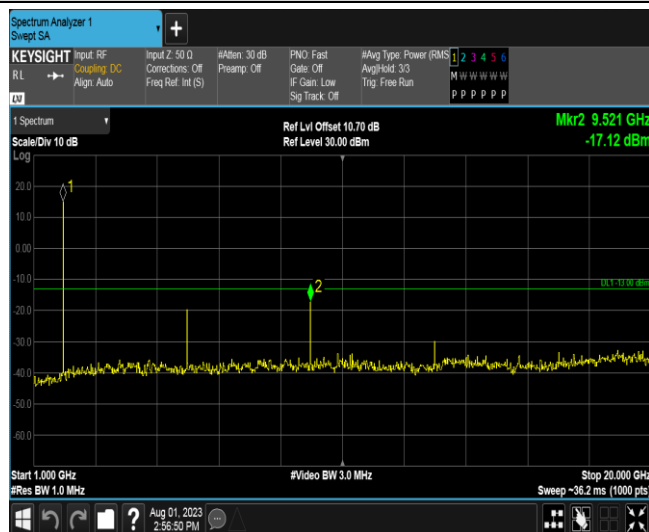 Spectrum Analyzer 1
Swept SA
+
KEYSIGHT Input: RF Input Z: 50 Ω #Atten: 30 dB PNO: Fast #Avg Type: Power (RMS 1 2 3 4 5 6
RL Coupling: DC Corrections: Off Preamp: Off Gate: Off Avg|Hold: 3/3 M W W W W W
Align: Auto Freq Ref: Int (S) IF Gain: Low Trig: Free Run
Sig Track: Off P P P P P P
LXI
1 Spectrum Ref Lvl Offset 10.70 dB Mkr2 9.521 GHz
Scale/Div 10 dB Ref Level 30.00 dBm -17.12 dBm
Log
1
20.0
10.0
0.00
-10.0
2
DL1 -13.00 dBm
-20.0
-30.0
-40.0
-50.0
-60.0
Start 1.000 GHz #Video BW 3.0 MHz Stop 20.000 GHz
#Res BW 1.0 MHz Sweep ~36.2 ms (1000 pts)
? Aug 01, 2023
2:56:50 PM